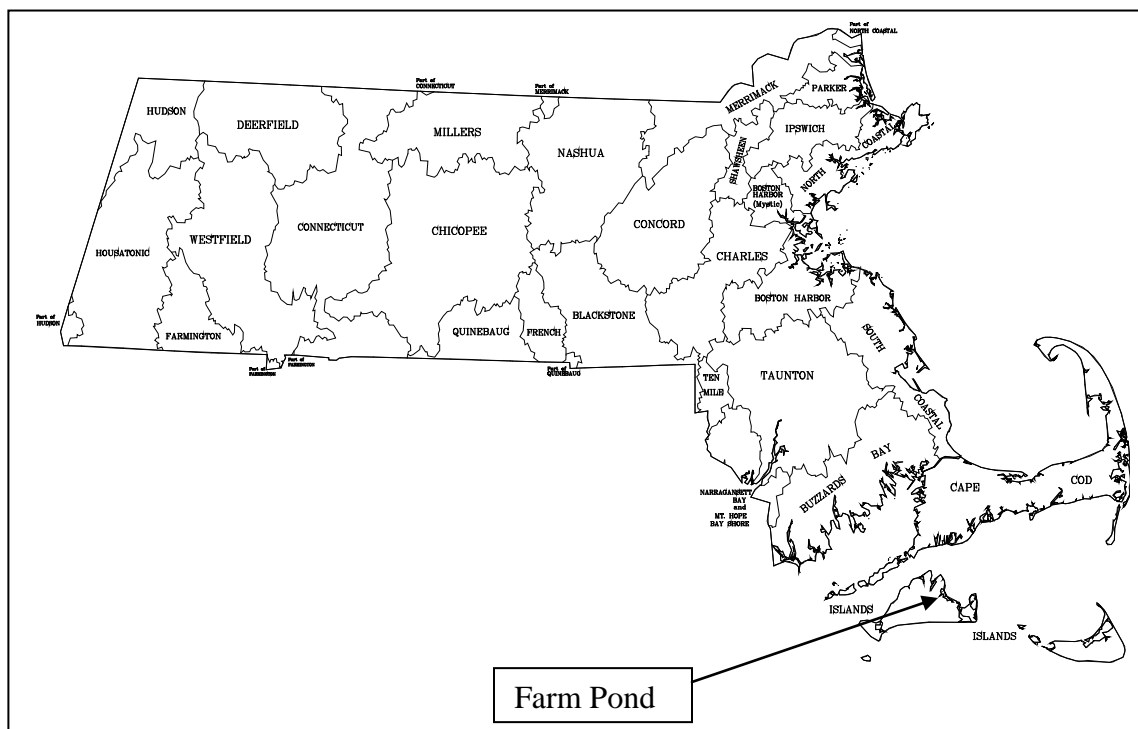 Part of
NORTH COASTAL
Part of
CONNECTICUT
Part of
MERRIMACK
MERRIMACK
PARKER
HUDSON
DEERFIELD
MILLERS
NASHUA
SHAWSHEEN
IPSWICH
COASTAL
NORTH
BOSTON
HARBOR
(Mystic)
HOUSATONIC
WESTFIELD
CONNECTICUT
CHICOPEE
CONCORD
CHARLES
BOSTON HARBOR
Part of
HUDSON
FARMINGTON
QUINEBAUG
FRENCH
BLACKSTONE
SOUTH
COASTAL
Part of
FARMINGTON
Part of
FARMINGTON
Part of
QUINEBAUG
TEN
MILE
TAUNTON
NARRAGANSETT
BAY
and
MT. HOPE
BAY SHORE
BUZZARDS
BAY
CAPE
COD
ISLANDS
ISLANDS
Farm Pond